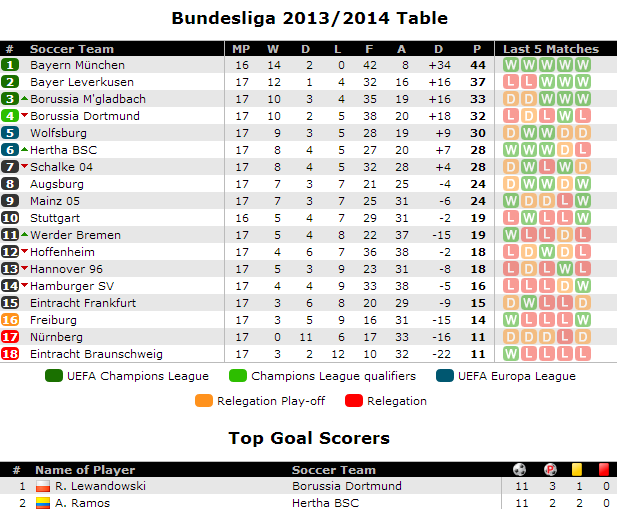 Bundesliga 2013/2014 Table
# Soccer Team MP W D L F A D P Last 5 Matches
1 Bayern München 16 14 2 0 42 8 +34 44 W W W W W
2 Bayer Leverkusen 17 12 1 4 32 16 +16 37 L L W W W
3 Borussia M'gladbach 17 10 3 4 35 19 +16 33 D D W W W
4 Borussia Dortmund 17 10 2 5 38 20 +18 32 L D L W L
5 Wolfsburg 17 9 3 5 28 19 +9 30 D W W D D
6 Hertha BSC 17 8 4 5 27 20 +7 28 W W W D L
7 Schalke 04 17 8 4 5 32 28 +4 28 D W L W D
8 Augsburg 17 7 3 7 21 25 -4 24 D W W D W
9 Mainz 05 17 7 3 7 25 31 -6 24 W D D L W
10 Stuttgart 17 5 4 7 29 31 -2 19 L W L L W
11 Werder Bremen 17 5 4 8 22 37 -15 19 W L L D L
12 Hoffenheim 17 4 6 7 36 38 -2 18 L D W D L
13 Hannover 96 17 5 3 9 23 31 -8 18 L D L D L
14 Hamburger SV 17 4 4 9 33 38 -5 16 L L L D W
15 Eintracht Frankfurt 17 3 6 8 20 29 -9 15 D W L L D
16 Freiburg 17 3 5 9 16 31 -15 14 W L L L W
17 Nürnberg 17 0 11 6 17 33 -16 11 D D D L D
18 Eintracht Braunschweig 17 3 2 12 10 32 -22 11 W L L L L
UEFA Champions League Champions League qualifiers UEFA Europa League
Relegation Play-off Relegation
Top Goal Scorers
# Name of Player Soccer Team P
1 R. Lewandowski Borussia Dortmund 11 3 1 0
2 A. Ramos Hertha BSC 11 2 2 0